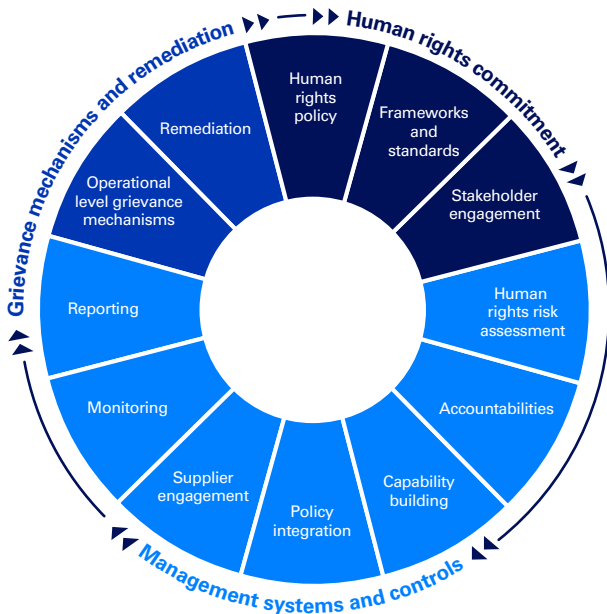 Human rights commitment
Human
rights
policy
Frameworks
and
standards
Stakeholder
engagement
Human
rights risk
assessment
Accountabilities
Capability
building
Policy
integration
Supplier
engagement
Monitoring
Reporting
Operational
level grievance
mechanisms
Remediation
Management systems and controls
Grievance mechanisms and remediation